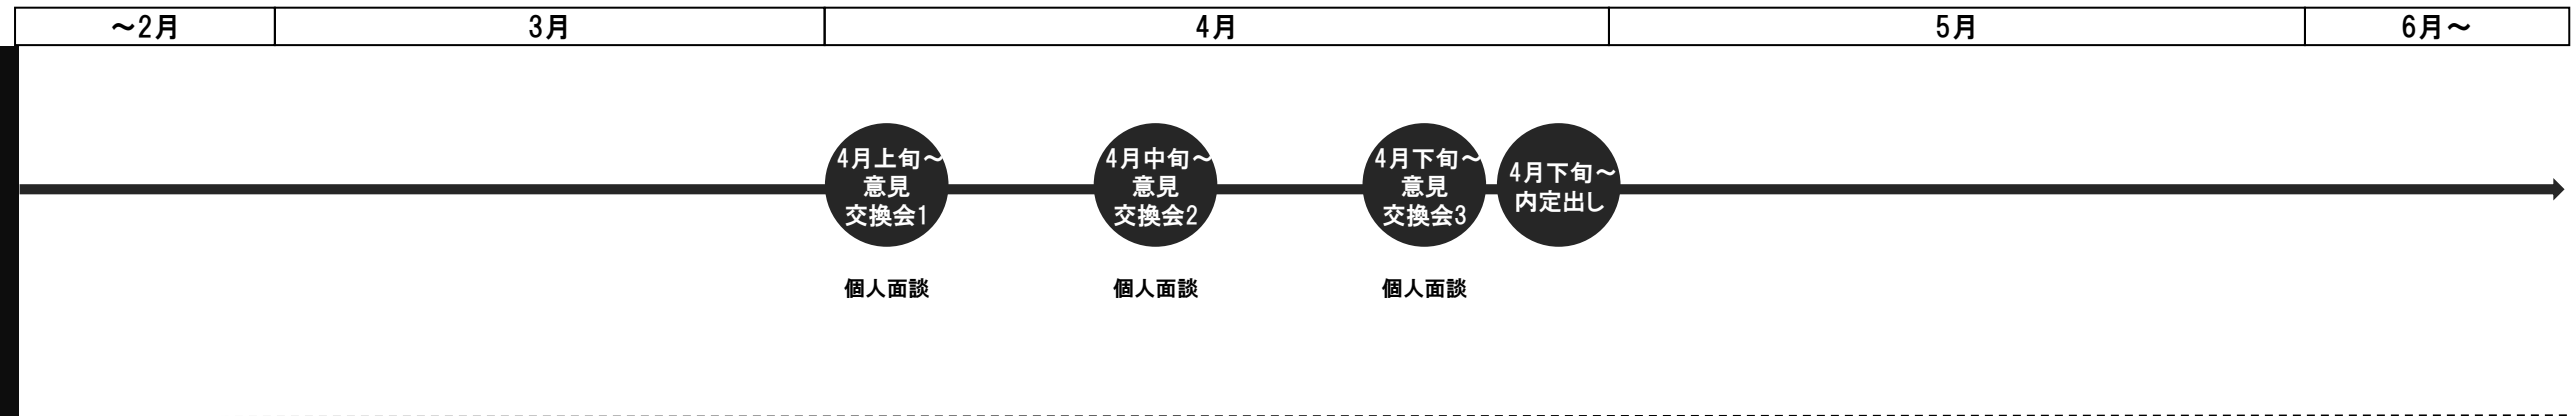 ～2月
3月
4月
5月
6月～
4月上旬～
意見
交換会1
4月中旬～
意見
交換会2
4月下旬～
意見
交換会3
4月下旬～
内定出し
個人面談
個人面談
個人面談